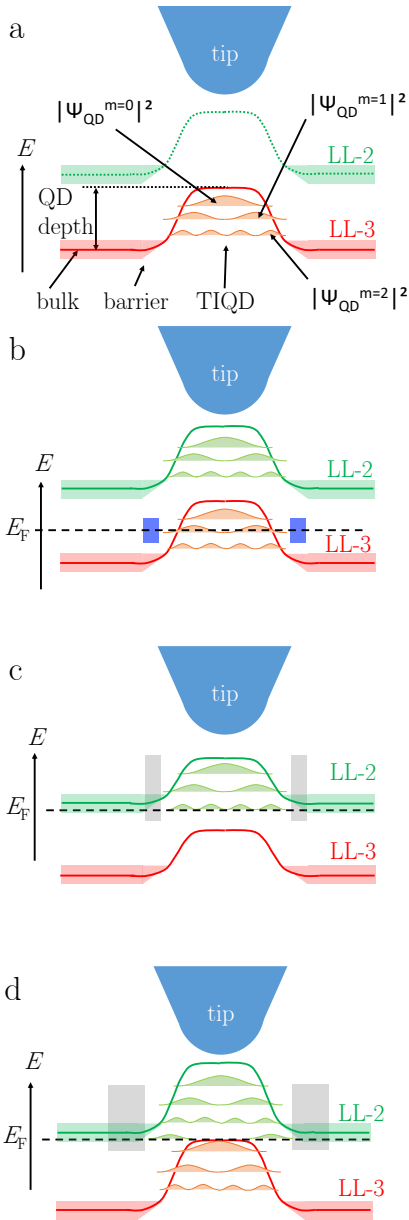 a
tip
|Ψ_QD^{m=0}|²
|Ψ_QD^{m=1}|²
E
LL-2
QD
depth
LL-3
bulk
barrier
TIQD
|Ψ_QD^{m=2}|²
b
tip
E
LL-2
E_F
LL-3
c
tip
E
LL-2
E_F
LL-3
d
tip
E
LL-2
E_F
LL-3